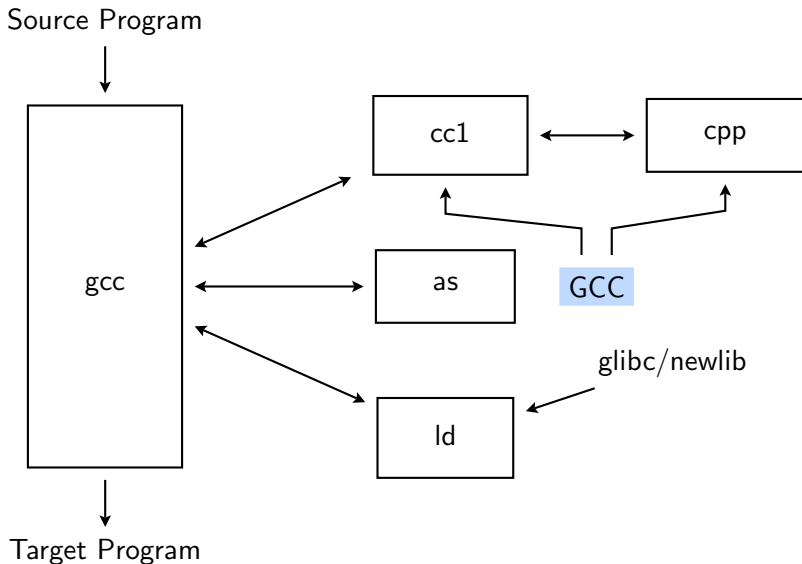 Source Program
gcc
cc1
cpp
as
GCC
glibc/newlib
ld
Target Program